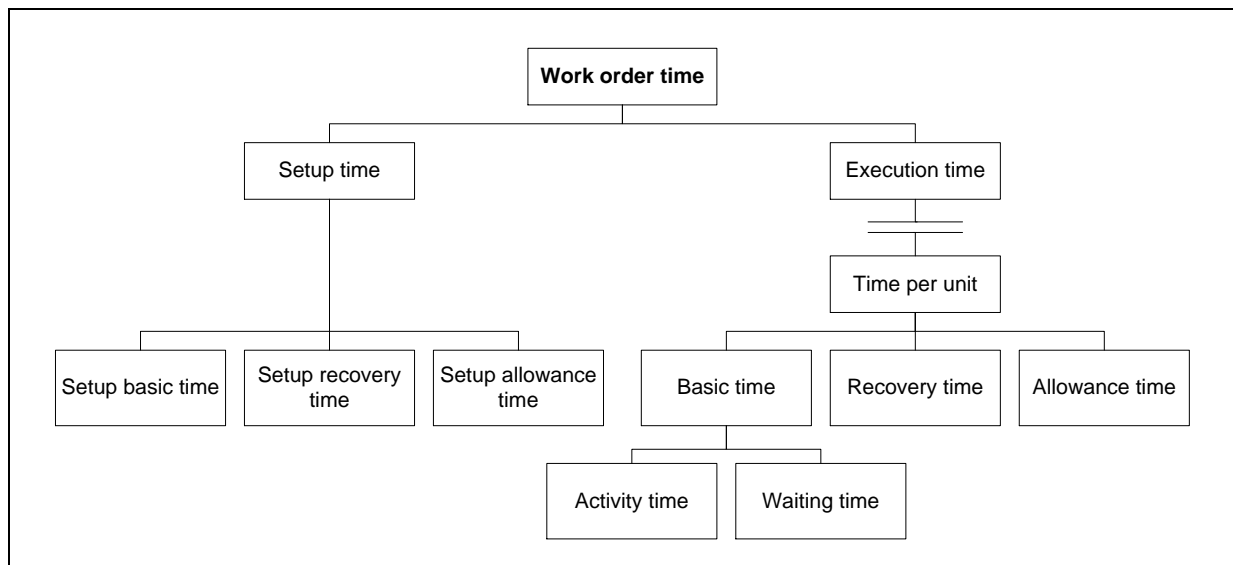 Work order time
Setup time
Execution time
Time per unit
Setup basic time
Setup recovery
time
Setup allowance
time
Basic time
Recovery time
Allowance time
Activity time
Waiting time